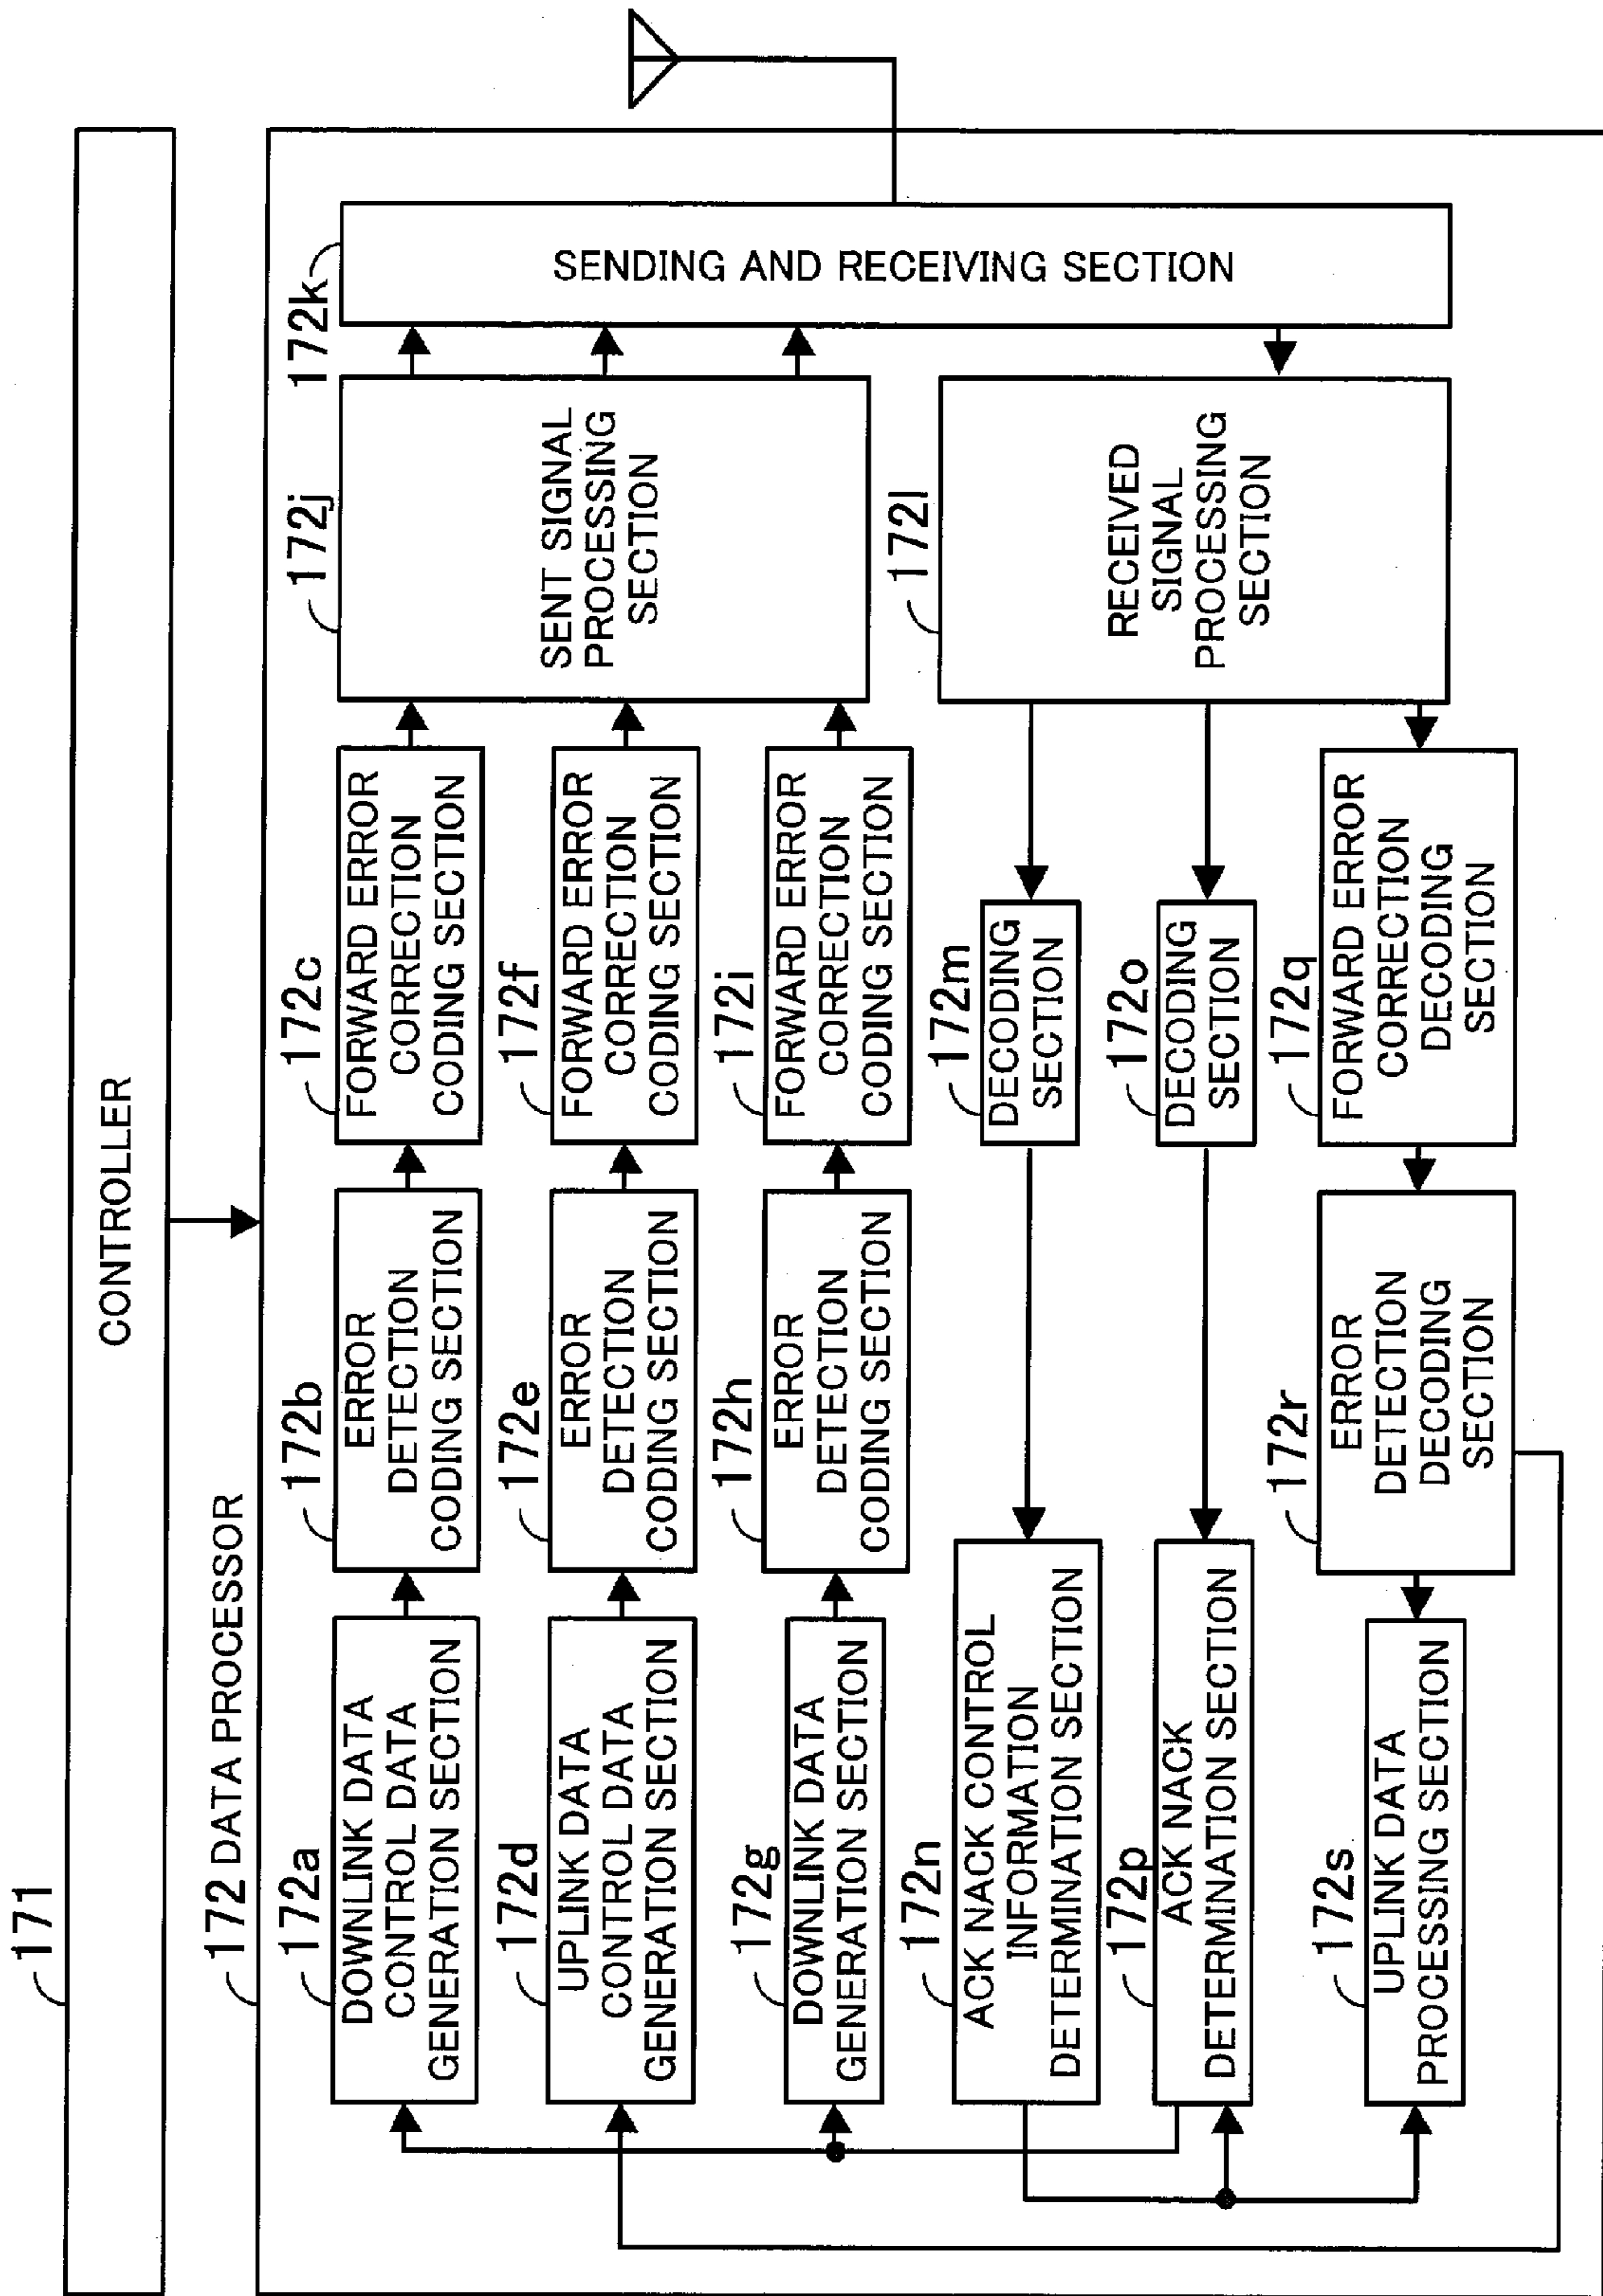 171
CONTROLLER
172 DATA PROCESSOR
172a
DOWNLINK DATA
CONTROL DATA
GENERATION SECTION
172b
ERROR
DETECTION
CODING SECTION
172c
FORWARD ERROR
CORRECTION
CODING SECTION
172j
SENT SIGNAL
PROCESSING
SECTION
172k
SENDING AND RECEIVING SECTION
172d
UPLINK DATA
CONTROL DATA
GENERATION SECTION
172e
ERROR
DETECTION
CODING SECTION
172f
FORWARD ERROR
CORRECTION
CODING SECTION
172g
DOWNLINK DATA
GENERATION SECTION
172h
ERROR
DETECTION
CODING SECTION
172i
FORWARD ERROR
CORRECTION
CODING SECTION
172n
ACK NACK CONTROL
INFORMATION
DETERMINATION SECTION
172m
DECODING
SECTION
172l
RECEIVED
SIGNAL
PROCESSING
SECTION
172p
ACK NACK
DETERMINATION SECTION
172o
DECODING
SECTION
172s
UPLINK DATA
PROCESSING SECTION
172r
ERROR
DETECTION
DECODING
SECTION
172q
FORWARD ERROR
CORRECTION
DECODING
SECTION